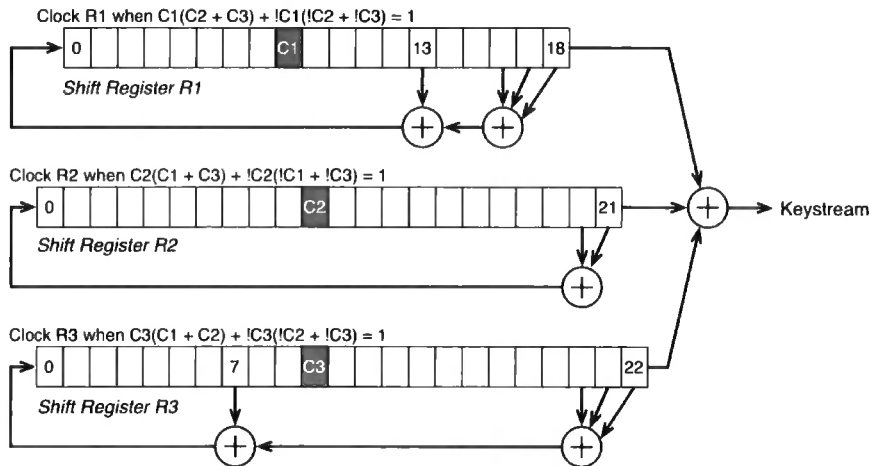 Clock R1 when C1(C2 + C3) + !C1(!C2 + !C3) = 1
0 C1 13 18
Shift Register R1
+ +
Clock R2 when C2(C1 + C3) + !C2(!C1 + !C3) = 1
0 C2 21
+ Keystream
Shift Register R2
+
Clock R3 when C3(C1 + C2) + !C3(!C2 + !C3) = 1
0 7 C3 22
Shift Register R3
+ +